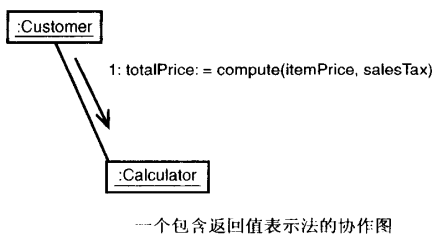 :Customer
1: totalPrice: = compute(itemPrice, salesTax)
:Calculator
一个包含返回值表示法的协作图